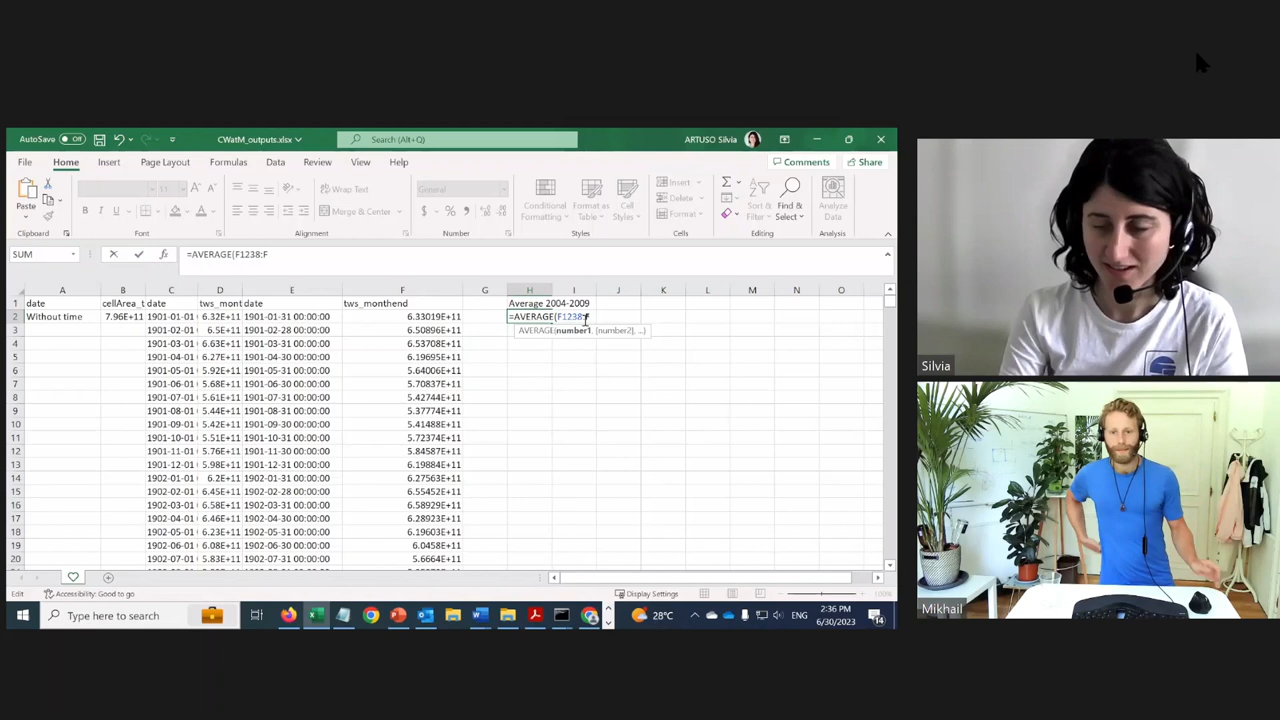 AutoSave Off CWatM_outputs.xlsx Search (Alt+Q) ARTUSO Silvia
File Home Insert Page Layout Formulas Data Review View Help Comments Share
Paste
11
B I U
Wrap Text
Merge & Center
General
$ % ,
Conditional Formatting
Format as Table
Cell Styles
Insert
Delete
Format
Sort & Filter
Find & Select
Analyze Data
Clipboard Font Alignment Number Styles Cells Editing Analysis
SUM fx =AVERAGE(F1238:F
A B C D E F G H I J K L M N O
1 date cellArea_t date tws_mont date tws_monthend Average 2004-2009
2 Without time 7.96E+11 1901-01-01 6.32E+11 1901-01-31 00:00:00 6.33019E+11 =AVERAGE(F1238:F
3 1901-02-01 6.5E+11 1901-02-28 00:00:00 6.50896E+11 AVERAGE(number1, [number2], ...)
4 1901-03-01 6.63E+11 1901-03-31 00:00:00 6.53708E+11
5 1901-04-01 6.27E+11 1901-04-30 00:00:00 6.19695E+11
6 1901-05-01 5.92E+11 1901-05-31 00:00:00 5.64006E+11
7 1901-06-01 5.68E+11 1901-06-30 00:00:00 5.70837E+11
8 1901-07-01 5.61E+11 1901-07-31 00:00:00 5.42744E+11
9 1901-08-01 5.44E+11 1901-08-31 00:00:00 5.37774E+11
10 1901-09-01 5.42E+11 1901-09-30 00:00:00 5.41488E+11
11 1901-10-01 5.51E+11 1901-10-31 00:00:00 5.72374E+11
12 1901-11-01 5.76E+11 1901-11-30 00:00:00 5.84587E+11
13 1901-12-01 5.98E+11 1901-12-31 00:00:00 6.19884E+11
14 1902-01-01 6.2E+11 1902-01-31 00:00:00 6.27563E+11
15 1902-02-01 6.45E+11 1902-02-28 00:00:00 6.55452E+11
16 1902-03-01 6.58E+11 1902-03-31 00:00:00 6.58929E+11
17 1902-04-01 6.46E+11 1902-04-30 00:00:00 6.28923E+11
18 1902-05-01 6.23E+11 1902-05-31 00:00:00 6.14159E+11
19 1902-06-01 6.08E+11 1902-06-30 00:00:00 6.0458E+11
20 1902-07-01 5.83E+11 1902-07-31 00:00:00 5.6664E+11
Edit Accessibility: Good to go Display Settings 100%
Type here to search 28°C ENG 2:36 PM
6/30/2023 14
Silvia
Mikhail